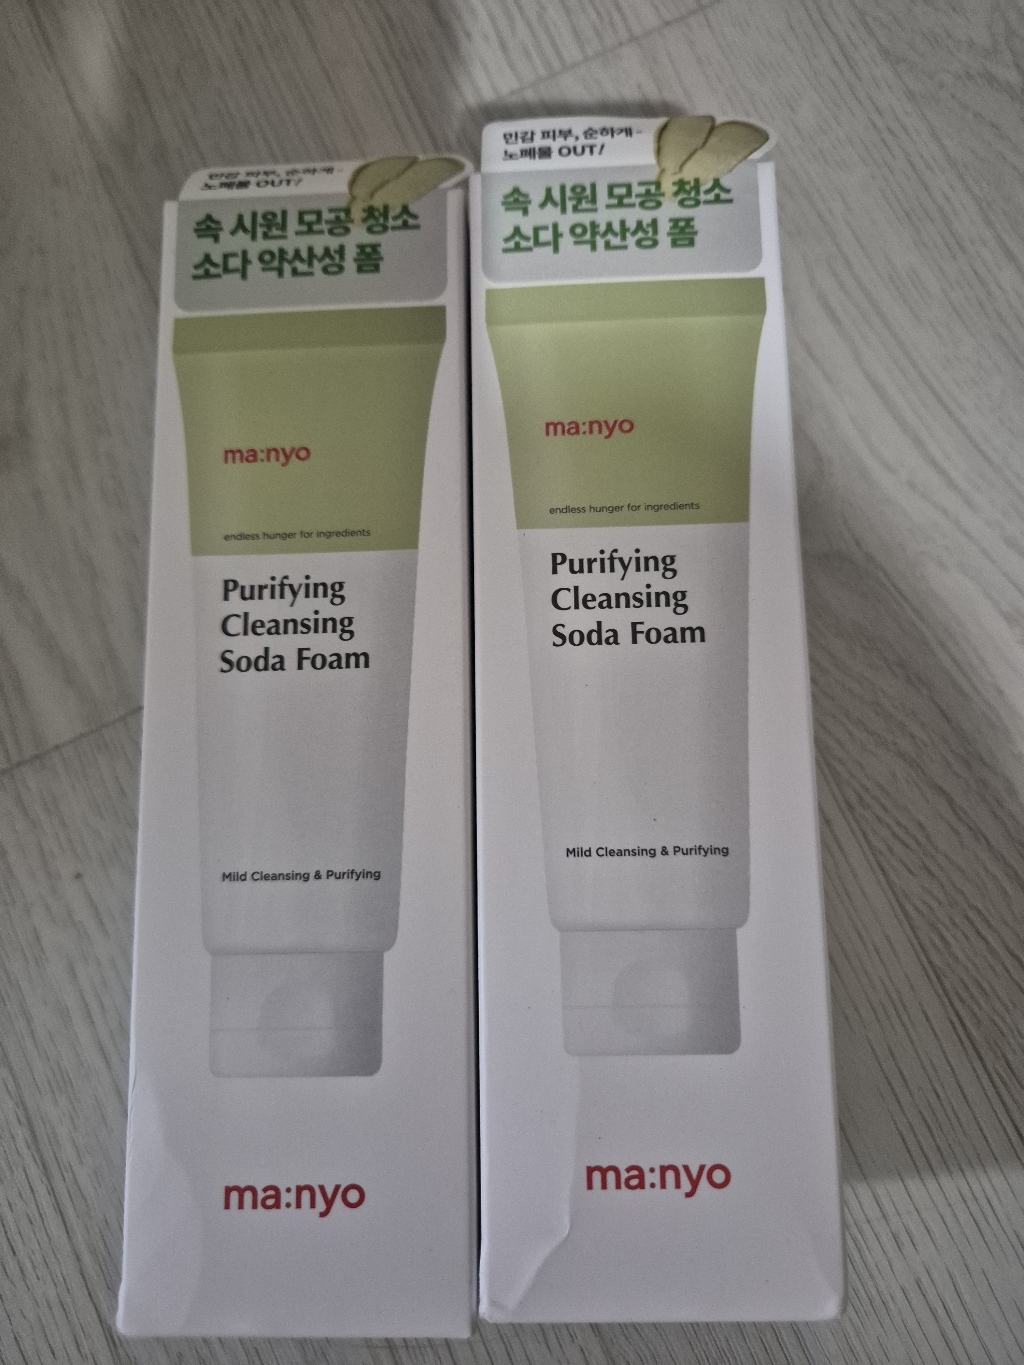 민감 피부, 순하게-
노폐물 OUT!
속 시원 모공 청소
소다 약산성 폼
ma:nyo
endless hunger for ingredients
Purifying
Cleansing
Soda Foam
Mild Cleansing & Purifying
ma:nyo
민감 피부, 순하게-
노폐물 OUT!
속 시원 모공 청소
소다 약산성 폼
ma:nyo
endless hunger for ingredients
Purifying
Cleansing
Soda Foam
Mild Cleansing & Purifying
ma:nyo